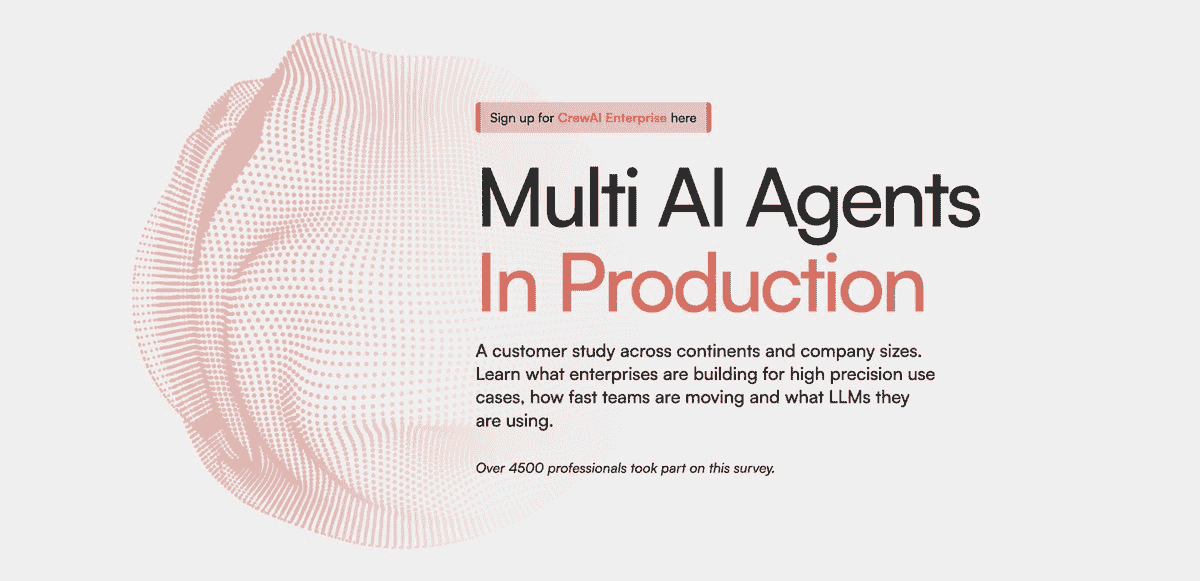 Sign up for CrewAI Enterprise here
Multi AI Agents
In Production
A customer study across continents and company sizes.
Learn what enterprises are building for high precision use
cases, how fast teams are moving and what LLMs they
are using.
Over 4500 professionals took part on this survey.